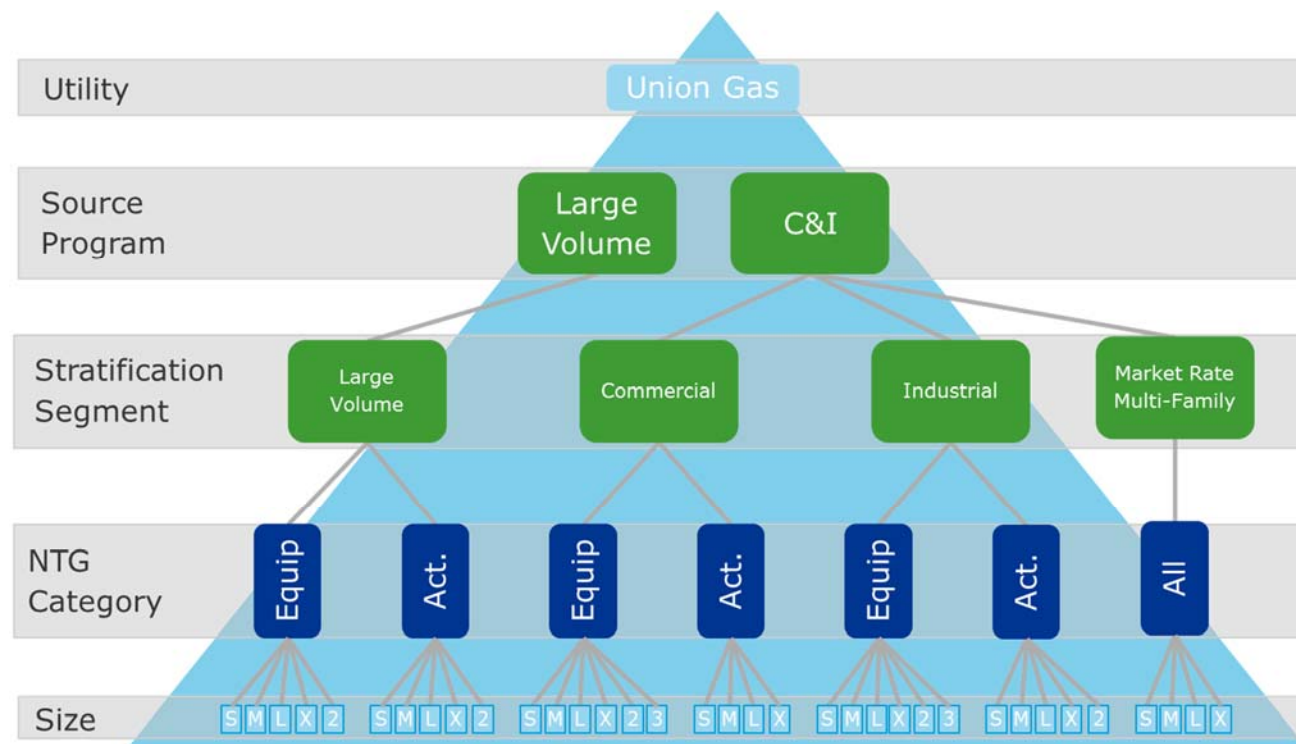 Utility
Union Gas
Source
Program
Large
Volume
C&I
Stratification
Segment
Large
Volume
Commercial
Industrial
Market Rate
Multi-Family
NTG
Category
Equip
Act.
Equip
Act.
Equip
Act.
All
Size
S M L X 2
S M L X 2
S M L X 2 3
S M L X
S M L X 2 3
S M L X 2
S M L X